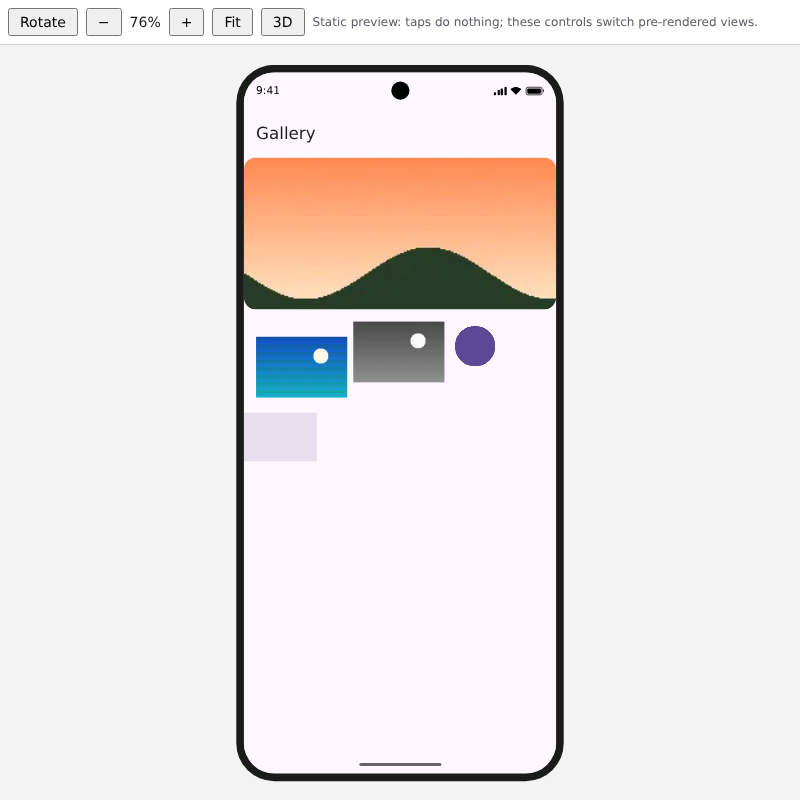 Rotate − 76% + Fit 3D Static preview: taps do nothing; these controls switch pre-rendered views.
9:41
Gallery